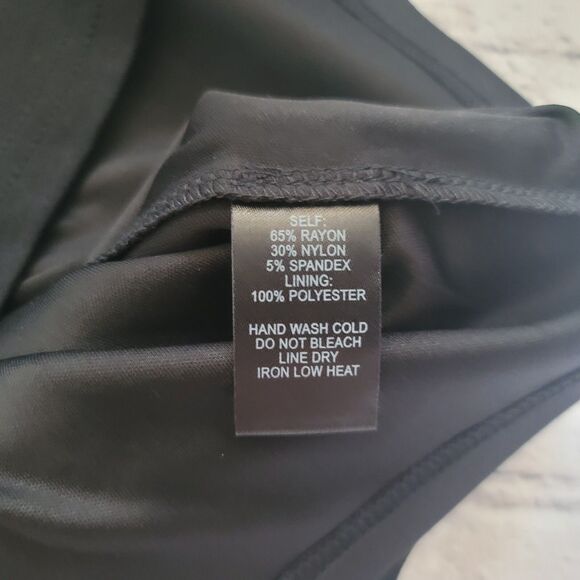 SELF:
65% RAYON
30% NYLON
5% SPANDEX
LINING:
100% POLYESTER
HAND WASH COLD
DO NOT BLEACH
LINE DRY
IRON LOW HEAT